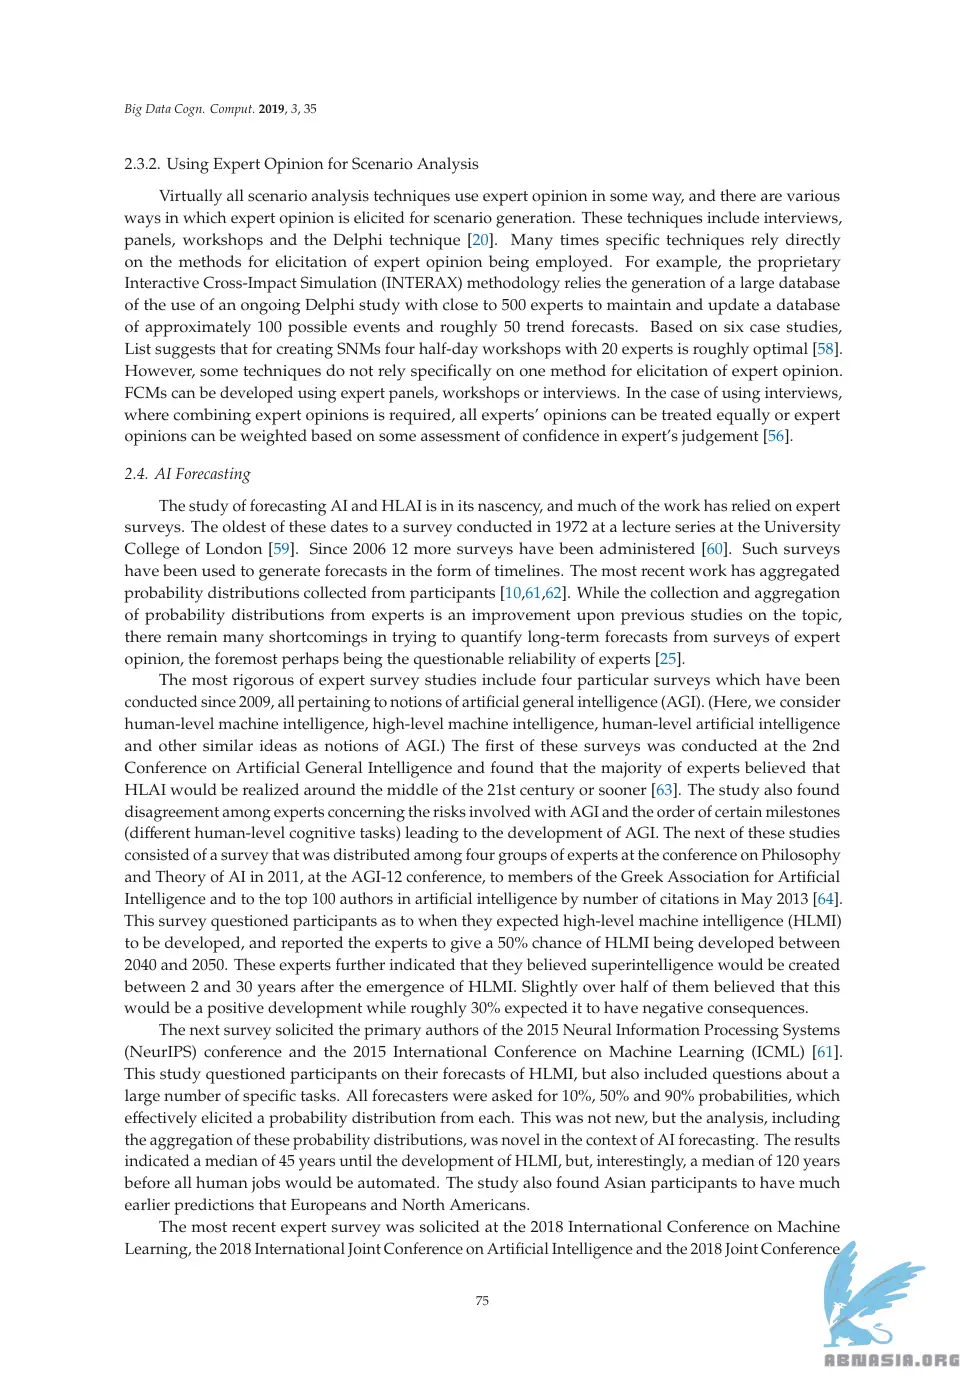 Big Data Cogn. Comput. 2019, 3, 35
2.3.2. Using Expert Opinion for Scenario Analysis
Virtually all scenario analysis techniques use expert opinion in some way, and there are various
ways in which expert opinion is elicited for scenario generation. These techniques include interviews,
panels, workshops and the Delphi technique [20]. Many times specific techniques rely directly
on the methods for elicitation of expert opinion being employed. For example, the proprietary
Interactive Cross-Impact Simulation (INTERAX) methodology relies the generation of a large database
of the use of an ongoing Delphi study with close to 500 experts to maintain and update a database
of approximately 100 possible events and roughly 50 trend forecasts. Based on six case studies,
List suggests that for creating SNMs four half-day workshops with 20 experts is roughly optimal [58].
However, some techniques do not rely specifically on one method for elicitation of expert opinion.
FCMs can be developed using expert panels, workshops or interviews. In the case of using interviews,
where combining expert opinions is required, all experts' opinions can be treated equally or expert
opinions can be weighted based on some assessment of confidence in expert's judgement [56].
2.4. AI Forecasting
The study of forecasting AI and HLAI is in its nascency, and much of the work has relied on expert
surveys. The oldest of these dates to a survey conducted in 1972 at a lecture series at the University
College of London [59]. Since 2006 12 more surveys have been administered [60]. Such surveys
have been used to generate forecasts in the form of timelines. The most recent work has aggregated
probability distributions collected from participants [10,61,62]. While the collection and aggregation
of probability distributions from experts is an improvement upon previous studies on the topic,
there remain many shortcomings in trying to quantify long-term forecasts from surveys of expert
opinion, the foremost perhaps being the questionable reliability of experts [25].
The most rigorous of expert survey studies include four particular surveys which have been
conducted since 2009, all pertaining to notions of artificial general intelligence (AGI). (Here, we consider
human-level machine intelligence, high-level machine intelligence, human-level artificial intelligence
and other similar ideas as notions of AGI.) The first of these surveys was conducted at the 2nd
Conference on Artificial General Intelligence and found that the majority of experts believed that
HLAI would be realized around the middle of the 21st century or sooner [63]. The study also found
disagreement among experts concerning the risks involved with AGI and the order of certain milestones
(different human-level cognitive tasks) leading to the development of AGI. The next of these studies
consisted of a survey that was distributed among four groups of experts at the conference on Philosophy
and Theory of AI in 2011, at the AGI-12 conference, to members of the Greek Association for Artificial
Intelligence and to the top 100 authors in artificial intelligence by number of citations in May 2013 [64].
This survey questioned participants as to when they expected high-level machine intelligence (HLMI)
to be developed, and reported the experts to give a 50% chance of HLMI being developed between
2040 and 2050. These experts further indicated that they believed superintelligence would be created
between 2 and 30 years after the emergence of HLMI. Slightly over half of them believed that this
would be a positive development while roughly 30% expected it to have negative consequences.
The next survey solicited the primary authors of the 2015 Neural Information Processing Systems
(NeurIPS) conference and the 2015 International Conference on Machine Learning (ICML) [61].
This study questioned participants on their forecasts of HLMI, but also included questions about a
large number of specific tasks. All forecasters were asked for 10%, 50% and 90% probabilities, which
effectively elicited a probability distribution from each. This was not new, but the analysis, including
the aggregation of these probability distributions, was novel in the context of AI forecasting. The results
indicated a median of 45 years until the development of HLMI, but, interestingly, a median of 120 years
before all human jobs would be automated. The study also found Asian participants to have much
earlier predictions that Europeans and North Americans.
The most recent expert survey was solicited at the 2018 International Conference on Machine
Learning, the 2018 International Joint Conference on Artificial Intelligence and the 2018 Joint Conference
75
ABNASIA.ORG